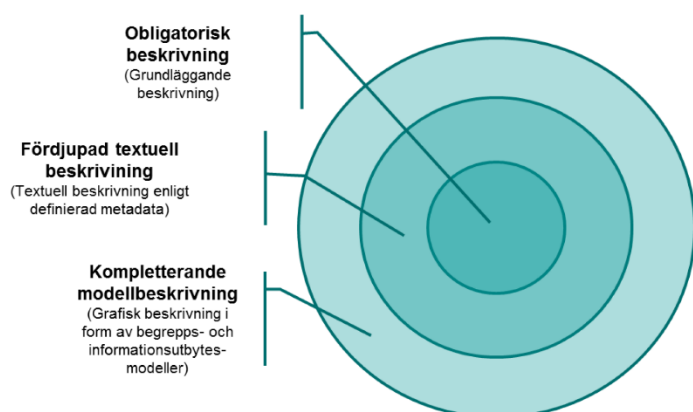 Obligatorisk
beskrivning
(Grundläggande
beskrivning)
Fördjupad textuell
beskrivining
(Textuell beskrivning enligt
definierad metadata)
Kompletterande
modellbeskrivning
(Grafisk beskrivning i
form av begrepps- och
informationsutbytes-
modeller)